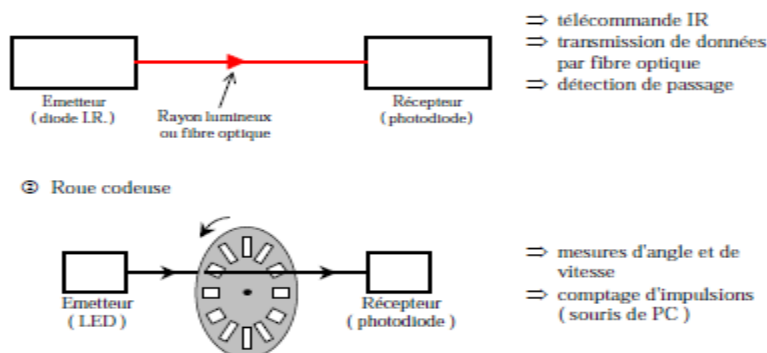 ⇒ télécommande IR
⇒ transmission de données
par fibre optique
⇒ détection de passage
Emetteur
( diode I.R.)
Rayon lumineux
ou fibre optique
Récepteur
(photodiode)
② Roue codeuse
Emetteur
( LED )
Récepteur
( photodiode )
⇒ mesures d'angle et de
vitesse
⇒ comptage d'impulsions
( souris de PC )